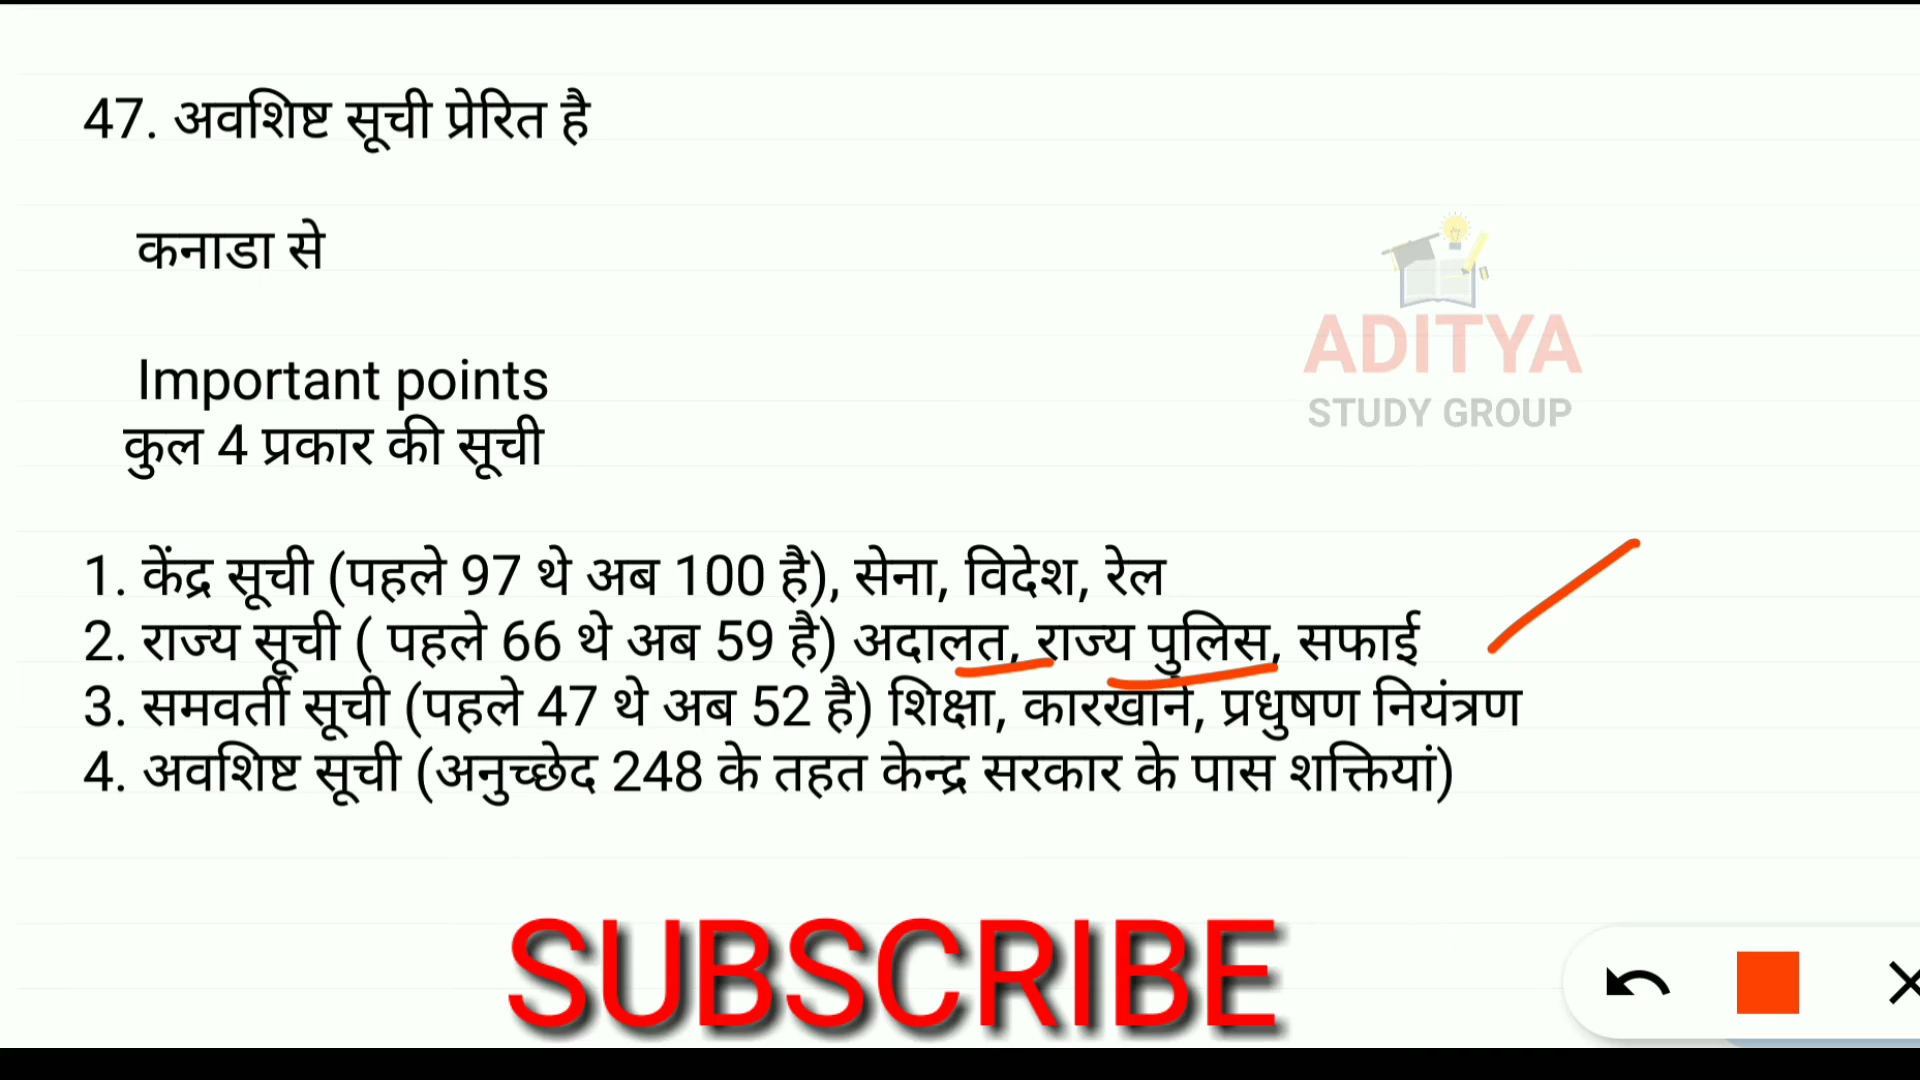 47. अवशिष्ट सूची प्रेरित है
कनाडा से
ADITYA
STUDY GROUP
Important points
कुल 4 प्रकार की सूची
1. केंद्र सूची (पहले 97 थे अब 100 है), सेना, विदेश, रेल
2. राज्य सूची ( पहले 66 थे अब 59 है) अदालत, राज्य पुलिस, सफाई
3. समवर्ती सूची (पहले 47 थे अब 52 है) शिक्षा, कारखाने, प्रधुषण नियंत्रण
4. अवशिष्ट सूची (अनुच्छेद 248 के तहत केन्द्र सरकार के पास शक्तियां)
SUBSCRIBE